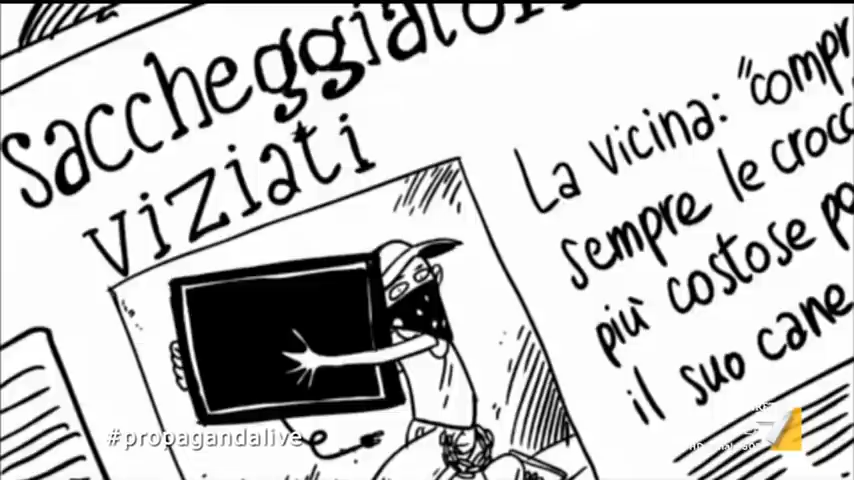 saccheggiatori
viziati
La vicina: "compr
sempre le crocc
più costose pe
il suo cane
#propagandalive